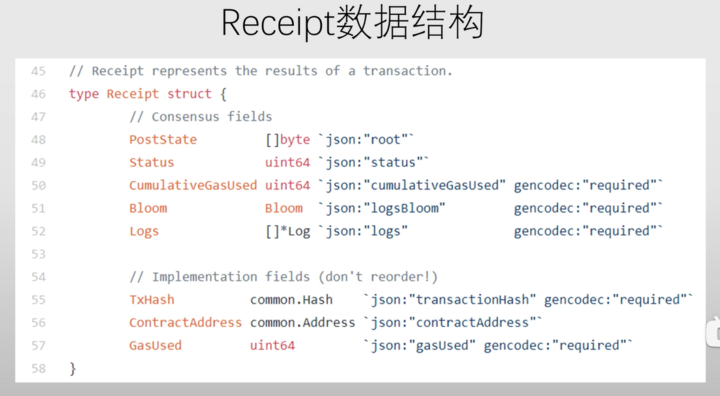 Receipt数据结构
45 // Receipt represents the results of a transaction.
46 type Receipt struct {
47 // Consensus fields
48 PostState []byte `json:"root"`
49 Status uint64 `json:"status"`
50 CumulativeGasUsed uint64 `json:"cumulativeGasUsed" gencodec:"required"`
51 Bloom Bloom `json:"logsBloom" gencodec:"required"`
52 Logs []*Log `json:"logs" gencodec:"required"`
53
54 // Implementation fields (don't reorder!)
55 TxHash common.Hash `json:"transactionHash" gencodec:"required"`
56 ContractAddress common.Address `json:"contractAddress"`
57 GasUsed uint64 `json:"gasUsed" gencodec:"required"`
58 }